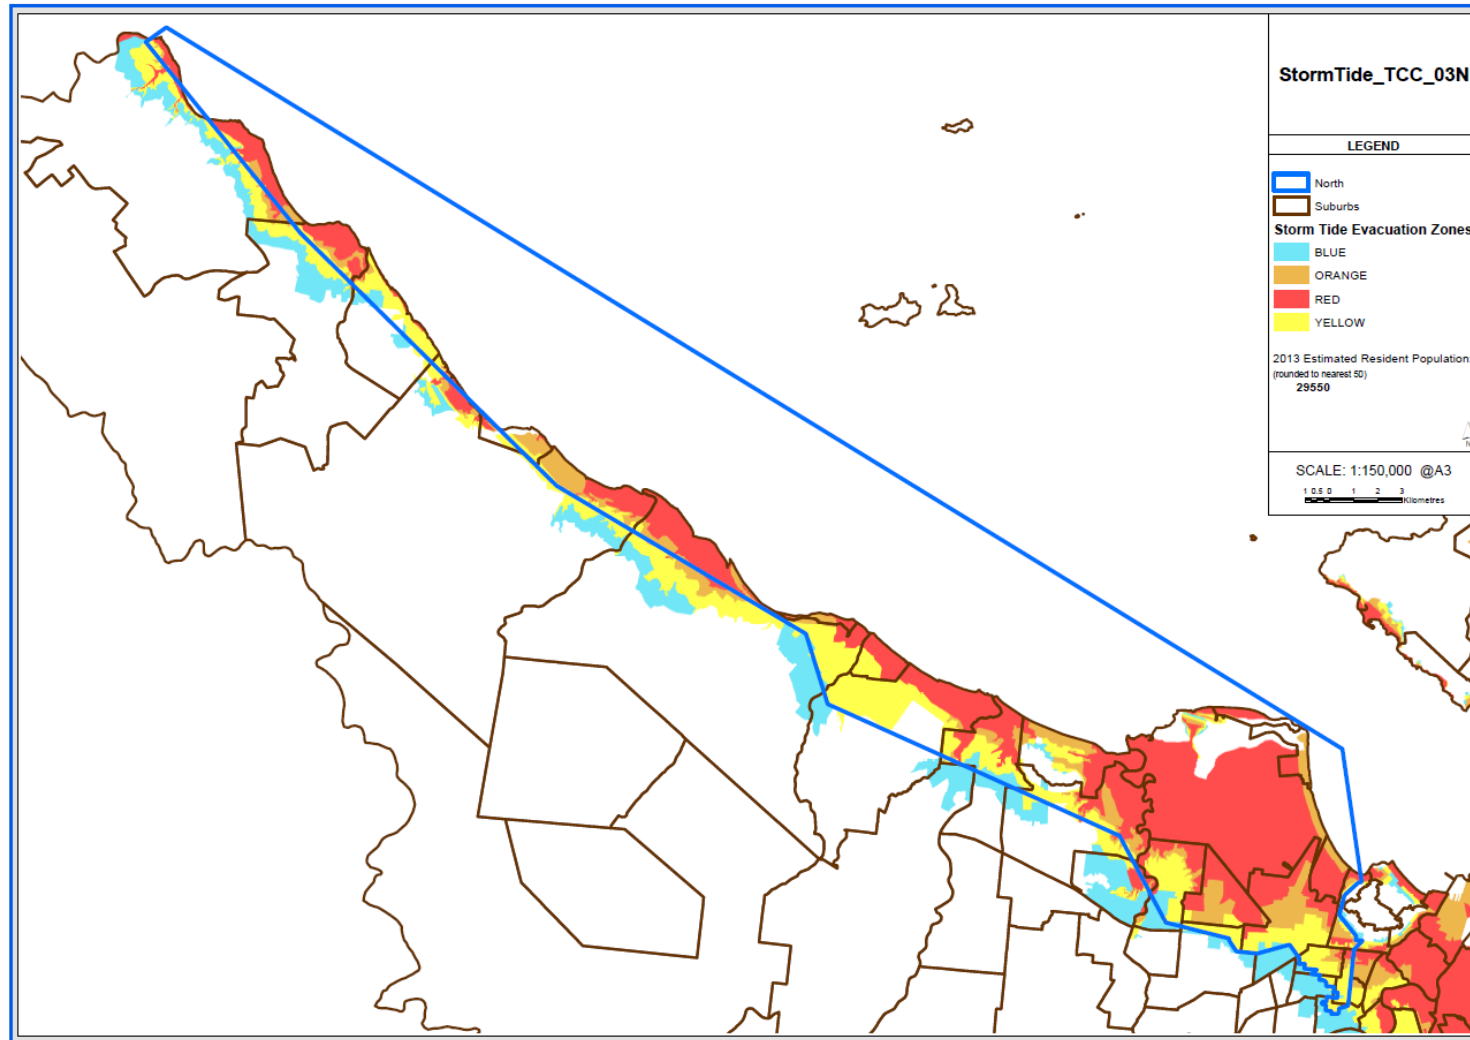 StormTide_TCC_03N
LEGEND
North
Suburbs
Storm Tide Evacuation Zones
BLUE
ORANGE
RED
YELLOW
2013 Estimated Resident Population
(rounded to nearest 50)
29550
N
SCALE: 1:150,000 @A3
1 0.5 0 1 2 3
Kilometres